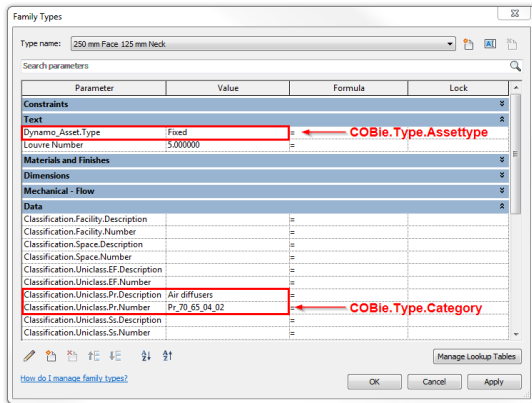 Family Types
Type name: 250 mm Face 125 mm Neck
Search parameters
Parameter Value Formula Lock
Constraints
Text
Dynamo_Asset.Type Fixed = COBie.Type.Assettype
Louvre Number 5.000000 =
Materials and Finishes
Dimensions
Mechanical - Flow
Data
Classification.Facility.Description =
Classification.Facility.Number =
Classification.Space.Description =
Classification.Space.Number =
Classification.Uniclass.EF.Description =
Classification.Uniclass.EF.Number =
Classification.Uniclass.Pr.Description Air diffusers =
Classification.Uniclass.Pr.Number Pr_70_65_04_02 = COBie.Type.Category
Classification.Uniclass.Ss.Description =
Classification.Uniclass.Ss.Number =
Manage Lookup Tables
How do I manage family types?
OK Cancel Apply